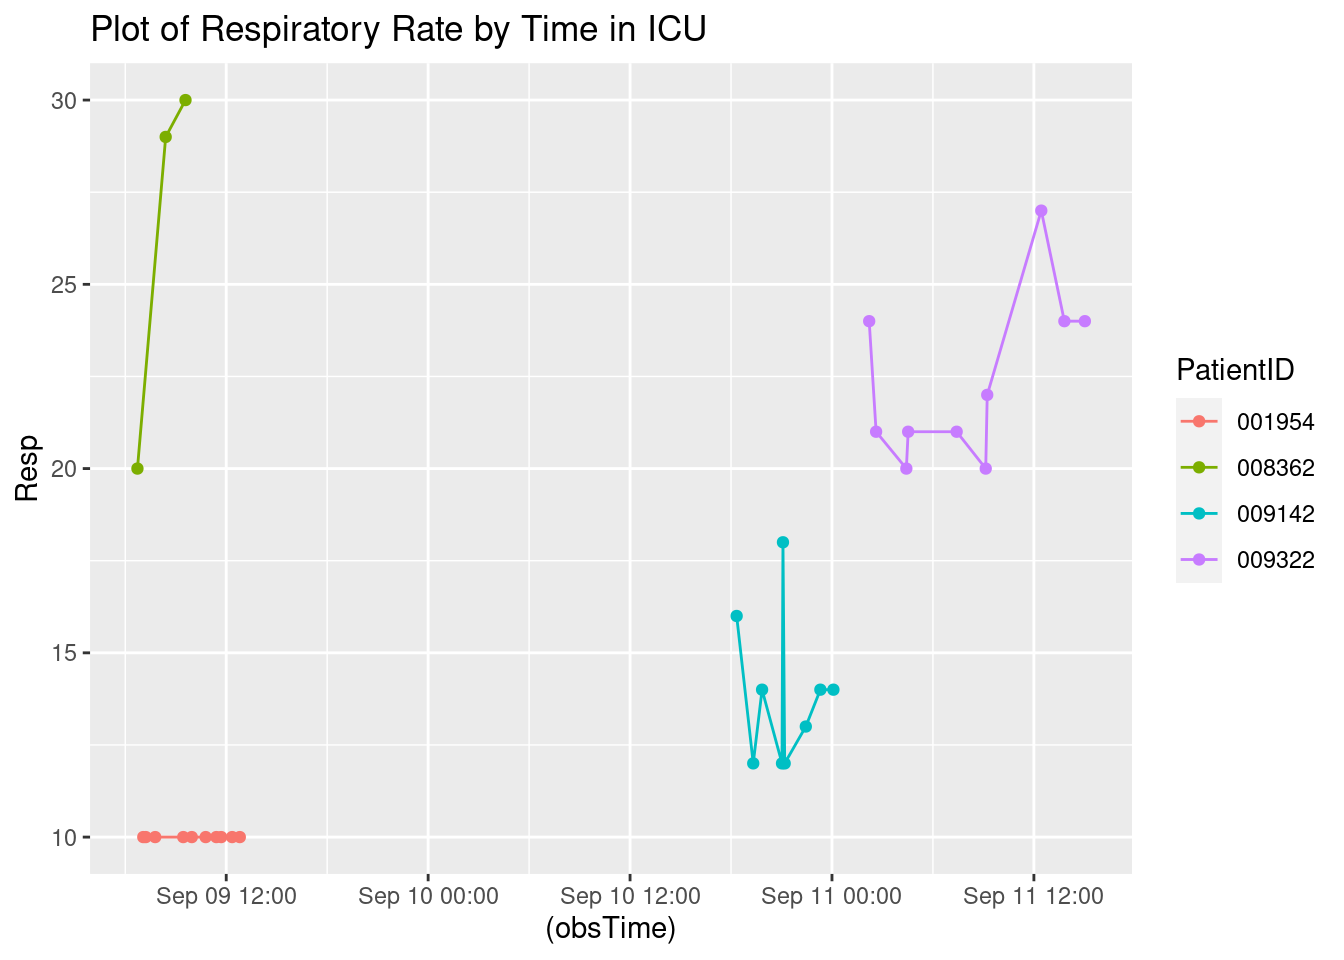 Plot of Respiratory Rate by Time in ICU
30
25
20
15
10
Resp
Sep 09 12:00
Sep 10 00:00
Sep 10 12:00
Sep 11 00:00
Sep 11 12:00
(obsTime)
PatientID
001954
008362
009142
009322